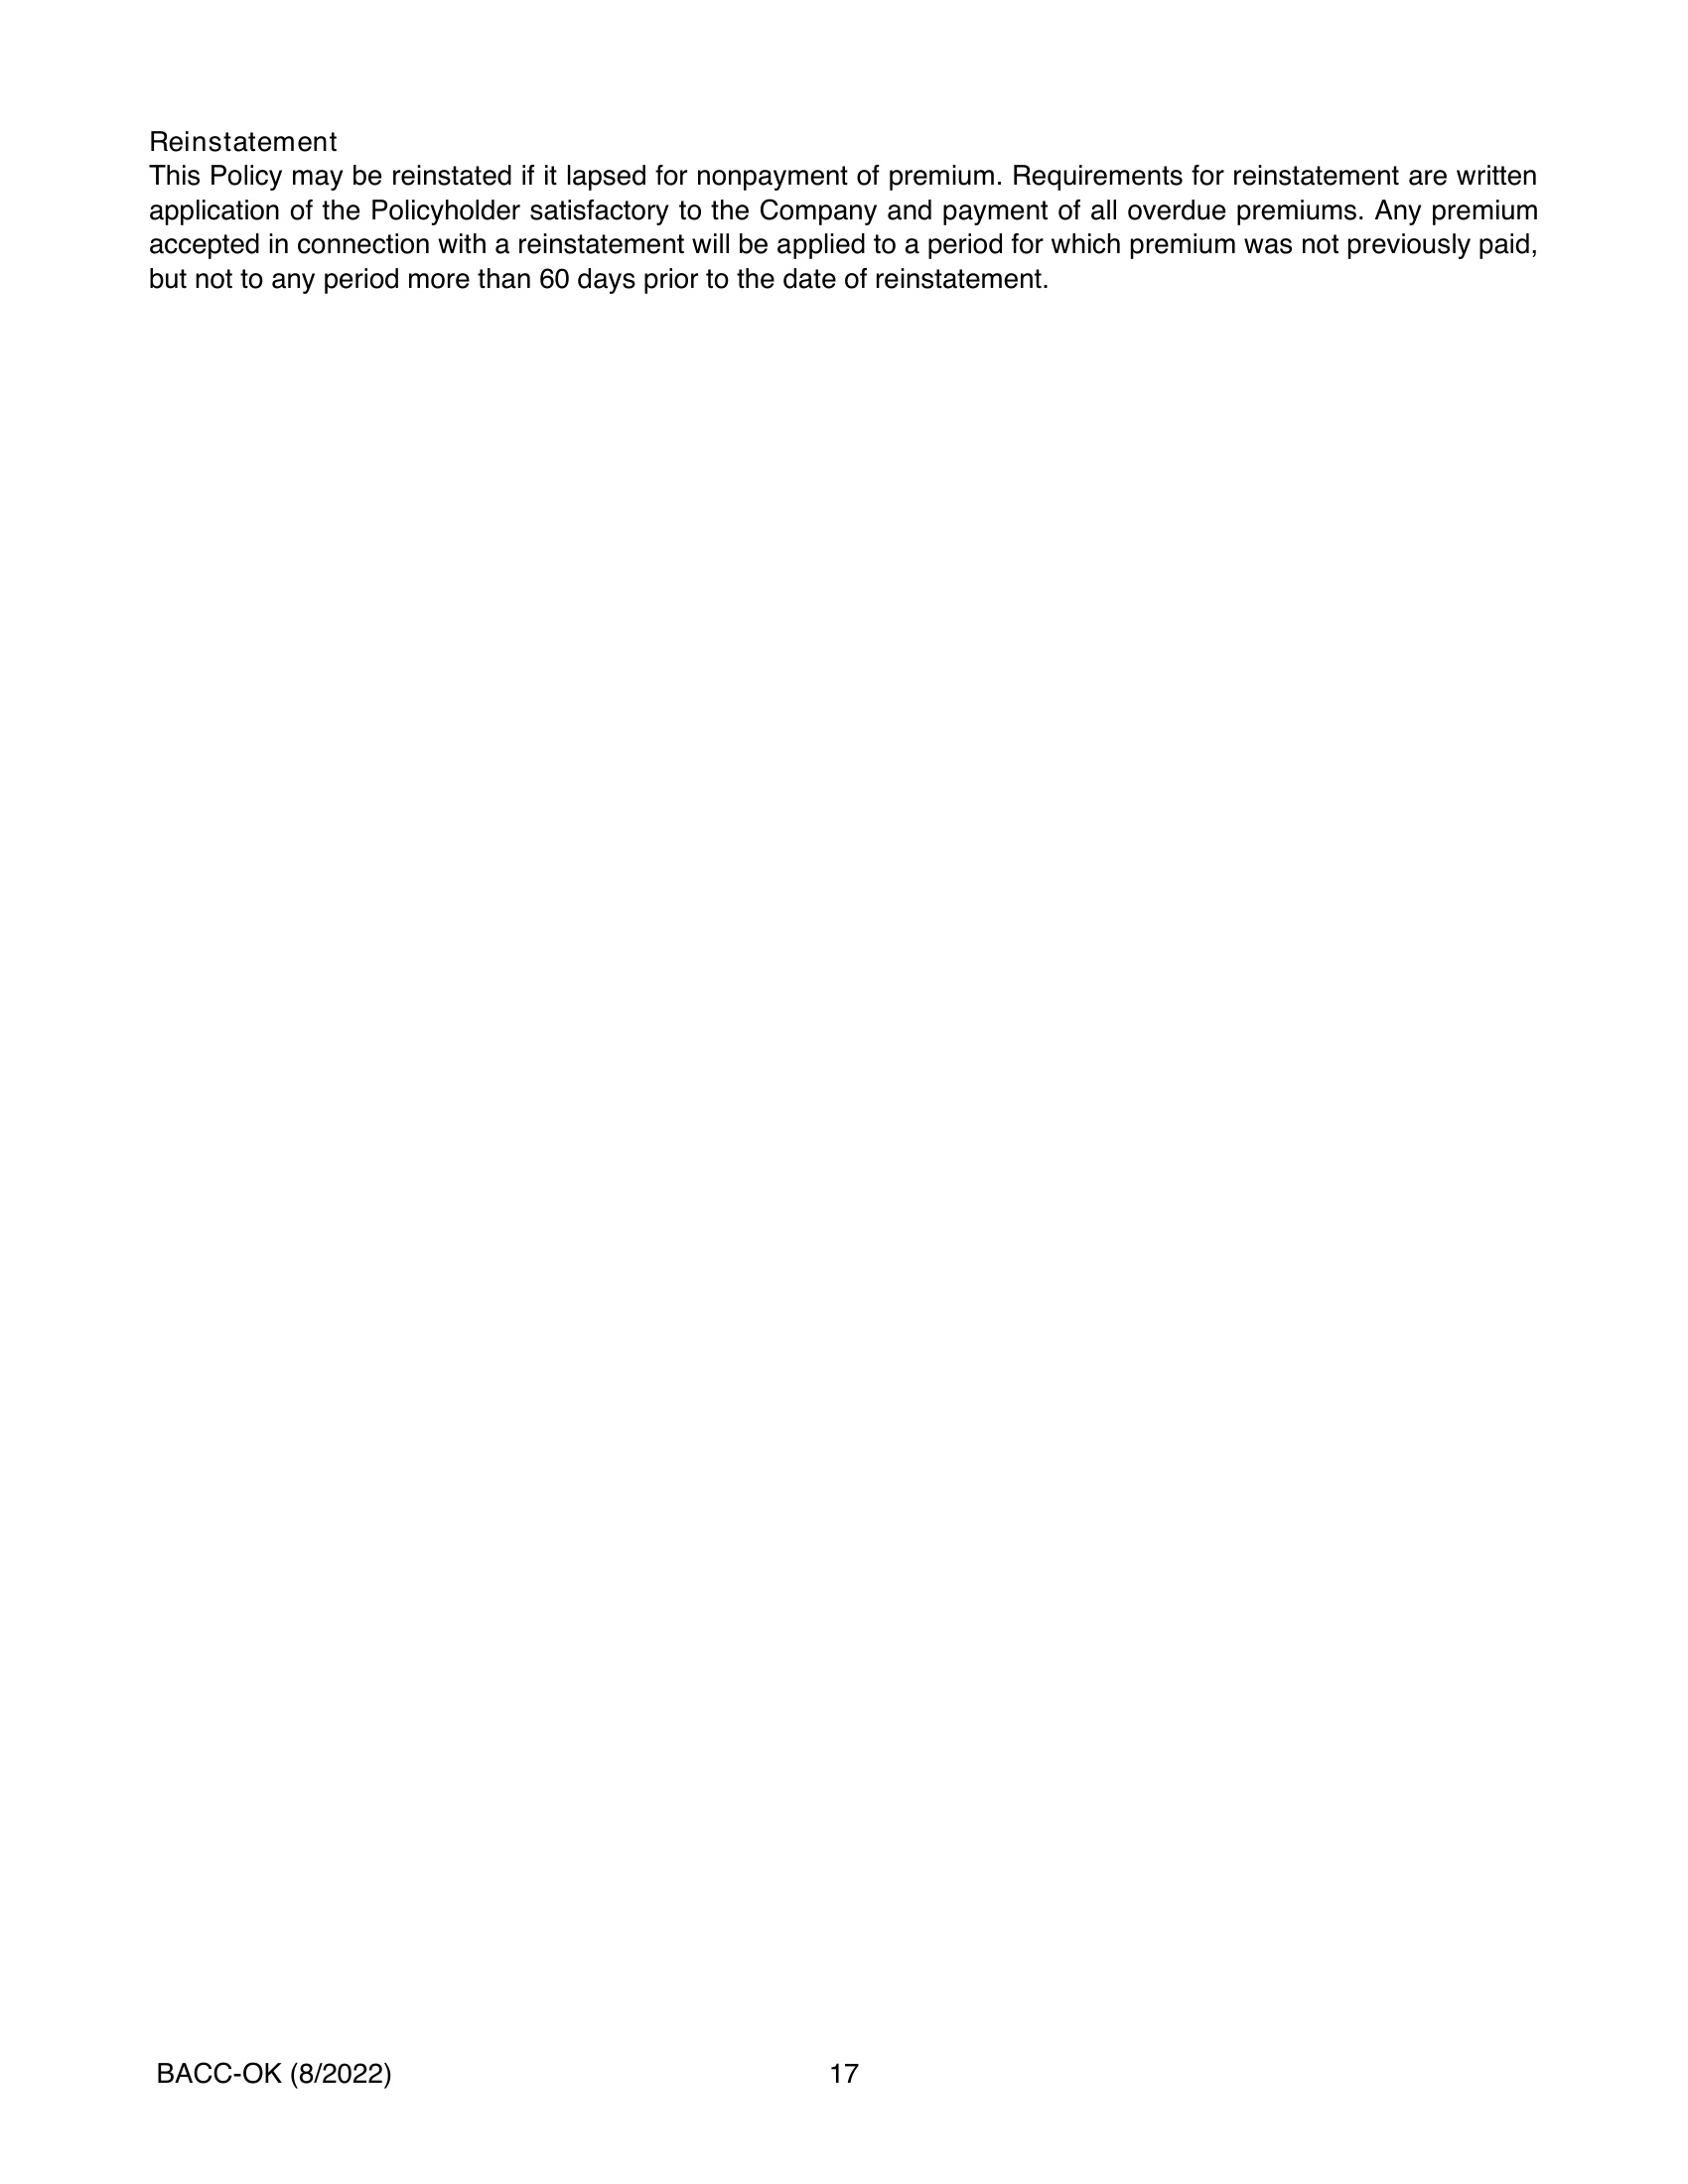 Reinstatement
This Policy may be reinstated if it lapsed for nonpayment of premium. Requirements for reinstatement are written
application of the Policyholder satisfactory to the Company and payment of all overdue premiums. Any premium
accepted in connection with a reinstatement will be applied to a period for which premium was not previously paid,
but not to any period more than 60 days prior to the date of reinstatement.
BACC-OK (8/2022)
17